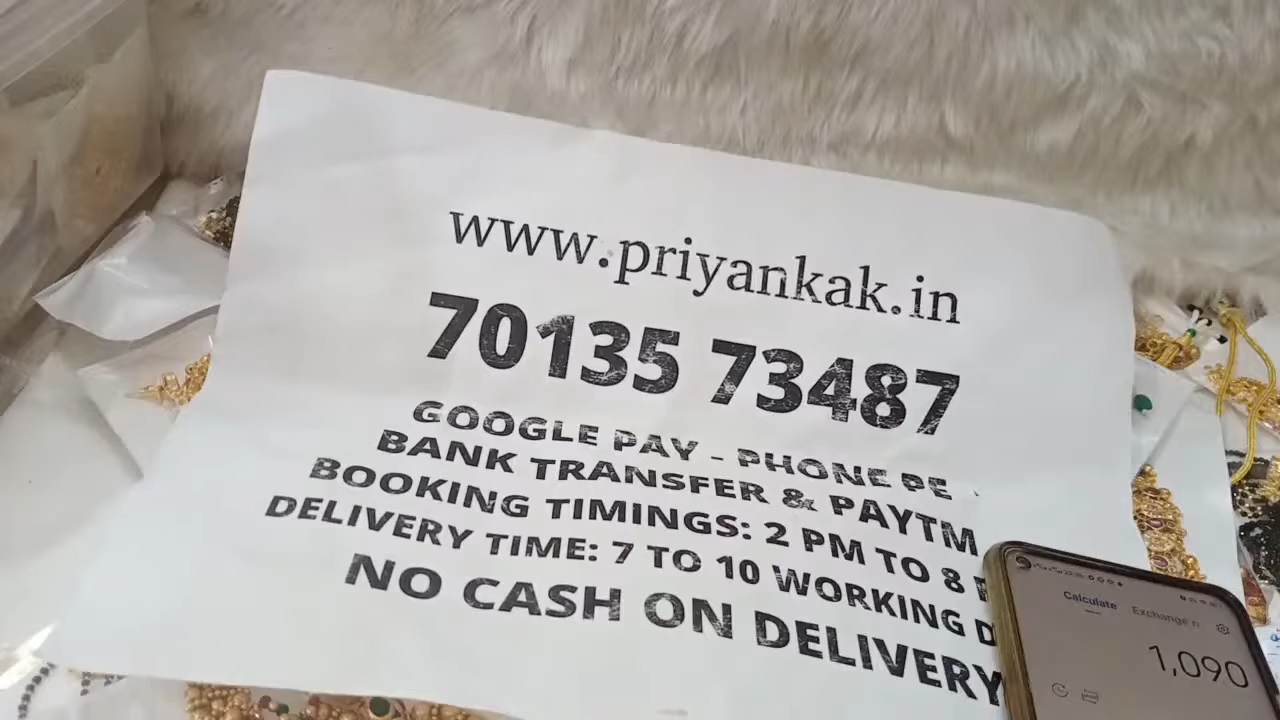 www.priyankak.in
70135 73487
GOOGLE PAY - PHONE PE
BANK TRANSFER & PAYTM
BOOKING TIMINGS: 2 PM TO 8
DELIVERY TIME: 7 TO 10 WORKING D
NO CASH ON DELIVERY
Calculate Exchange r
1,090